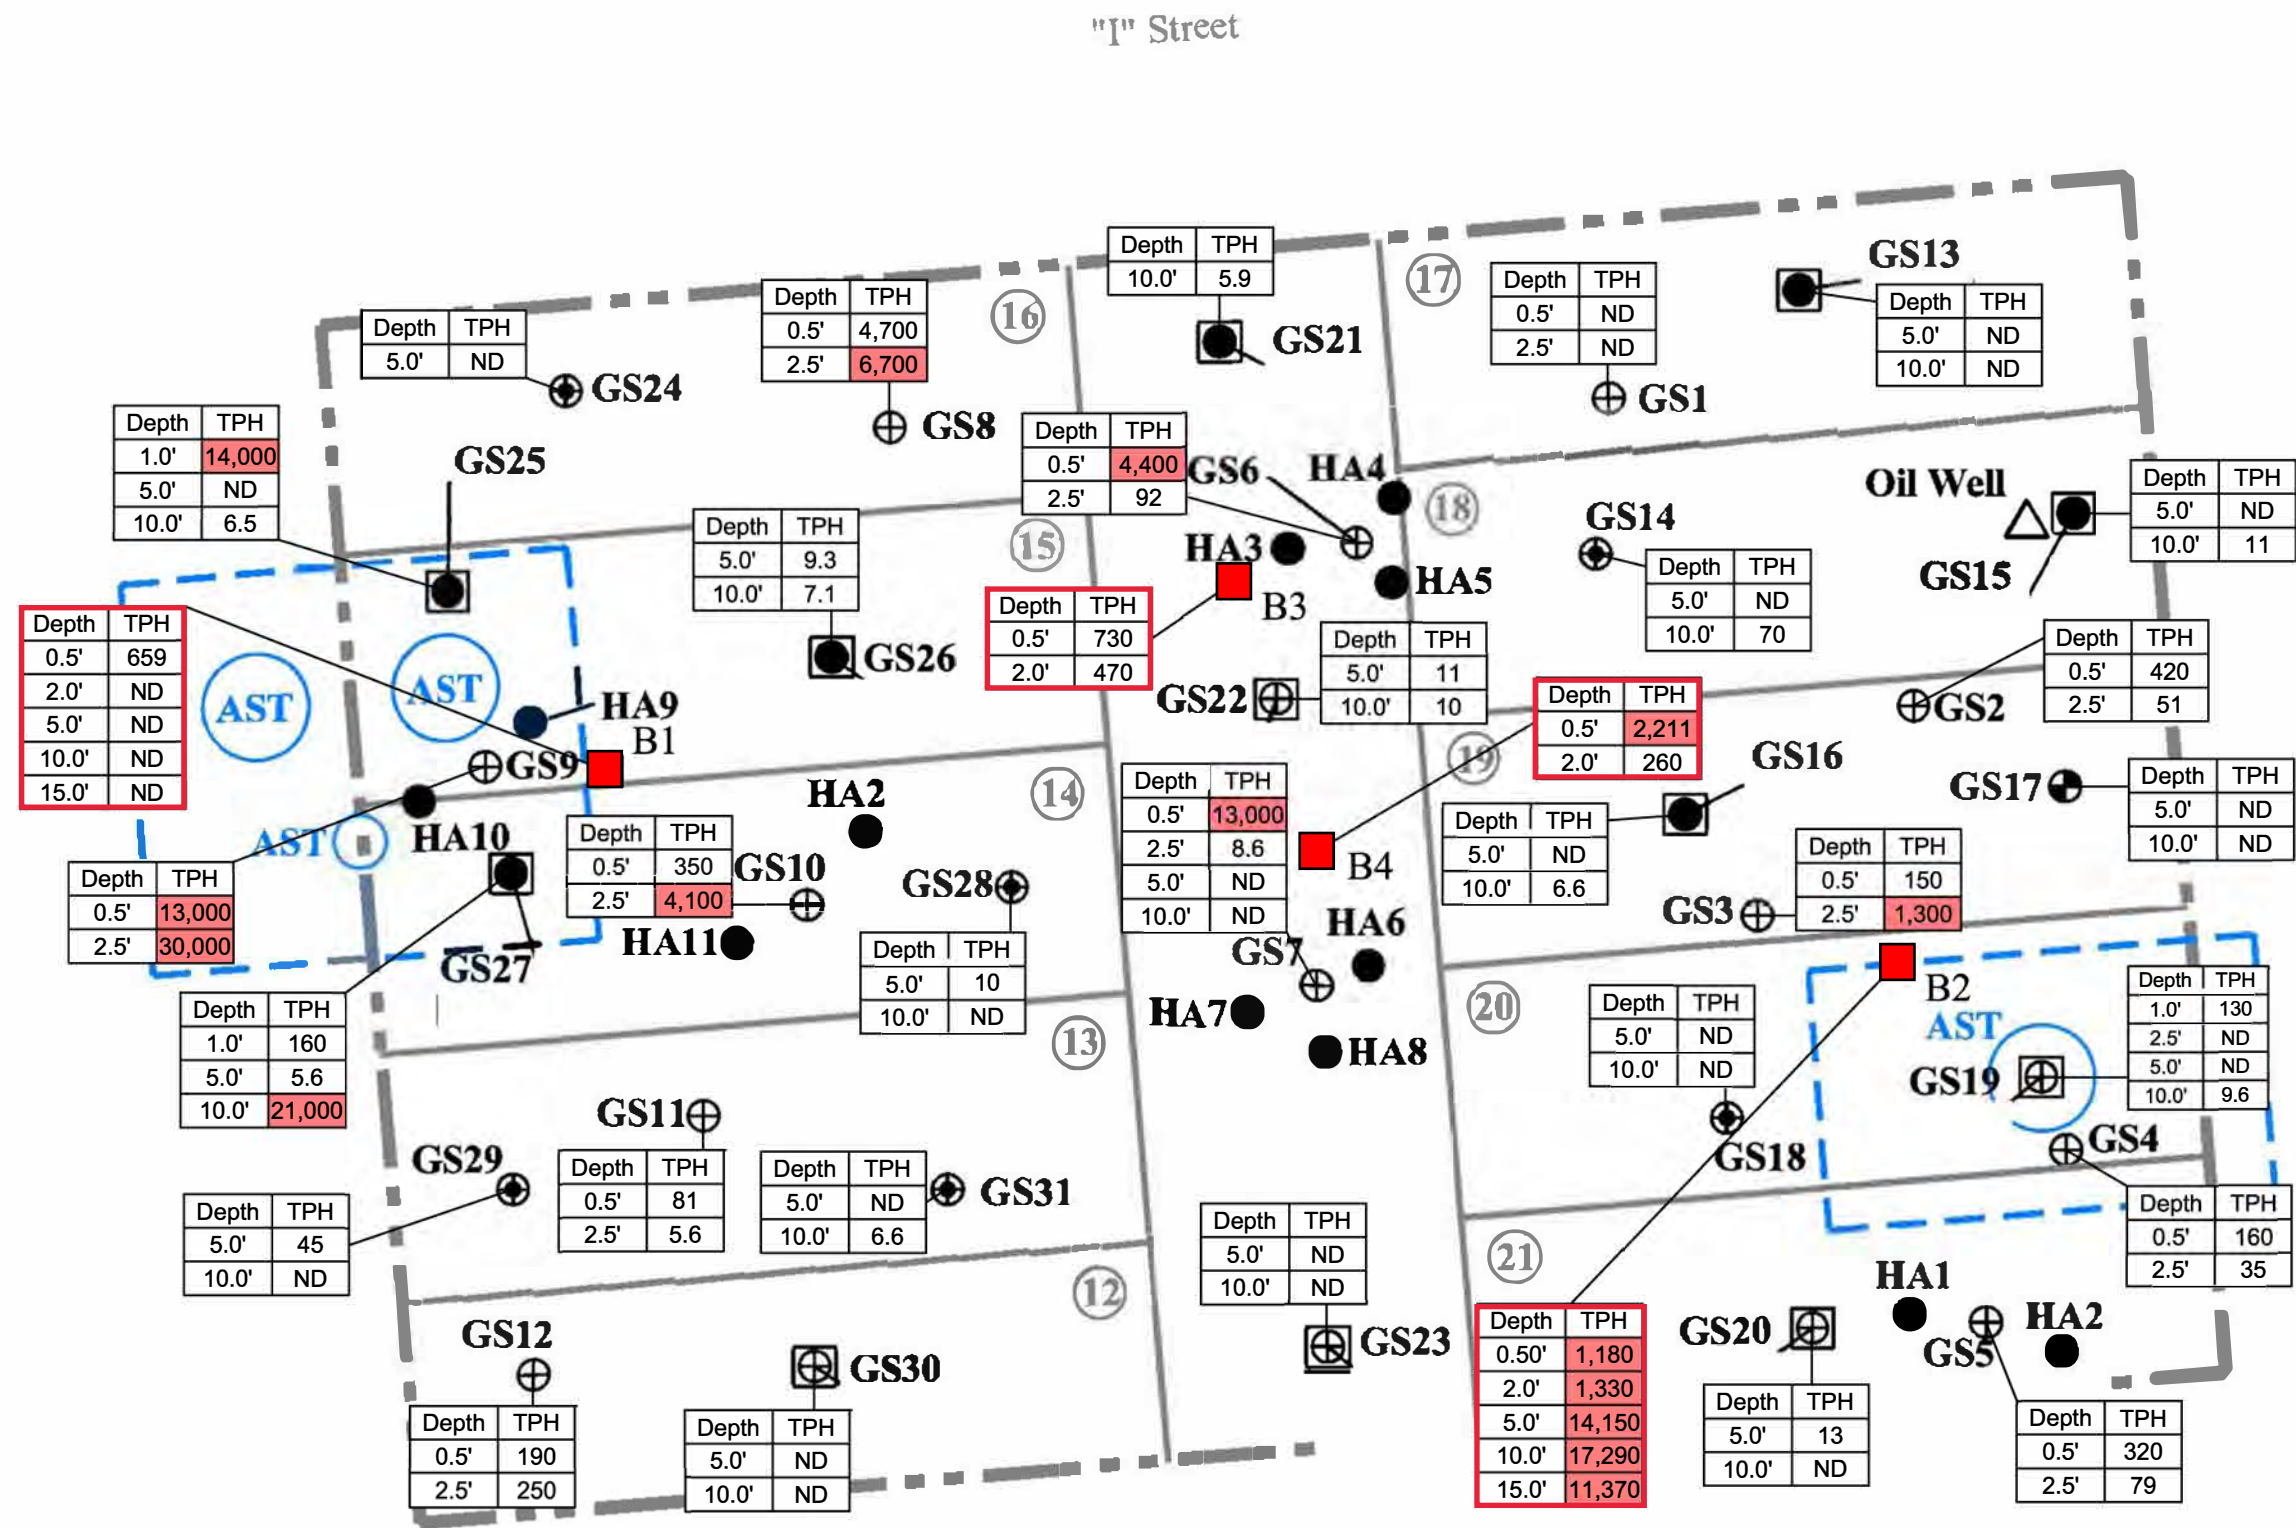 "I" Street
Depth TPH
10.0' 5.9
GS21
17
Depth TPH
0.5' ND
2.5' ND
GS1
GS13
Depth TPH
5.0' ND
10.0' ND
16
Depth TPH
0.5' 4,700
2.5' 6,700
GS8
Depth TPH
5.0' ND
GS24
Depth TPH
1.0' 14,000
5.0' ND
10.0' 6.5
GS25
Depth TPH
0.5' 4,400
2.5' 92
GS6
HA4
18
Oil Well
Depth TPH
5.0' ND
10.0' 11
GS15
GS14
Depth TPH
5.0' ND
10.0' 70
15
HA3
B3
HA5
Depth TPH
5.0' 9.3
10.0' 7.1
GS26
Depth TPH
0.5' 730
2.0' 470
Depth TPH
0.5' 659
2.0' ND
5.0' ND
10.0' ND
15.0' ND
AST
AST
HA9
B1
GS9
GS22
Depth TPH
5.0' 11
10.0' 10
Depth TPH
0.5' 2,211
2.0' 260
GS2
Depth TPH
0.5' 420
2.5' 51
19
GS16
GS17
Depth TPH
5.0' ND
10.0' ND
14
HA2
AST
HA10
Depth TPH
0.5' 350
2.5' 4,100
GS10
GS28
Depth TPH
0.5' 13,000
2.5' 8.6
5.0' ND
10.0' ND
B4
Depth TPH
5.0' ND
10.0' 6.6
GS3
Depth TPH
0.5' 150
2.5' 1,300
Depth TPH
0.5' 13,000
2.5' 30,000
HA11
GS27
Depth TPH
5.0' 10
10.0' ND
HA6
GS7
HA7
HA8
20
B2
AST
Depth TPH
5.0' ND
10.0' ND
GS18
GS19
Depth TPH
1.0' 130
2.5' ND
5.0' ND
10.0' 9.6
Depth TPH
1.0' 160
5.0' 5.6
10.0' 21,000
13
GS11
Depth TPH
0.5' 81
2.5' 5.6
GS29
Depth TPH
5.0' 45
10.0' ND
Depth TPH
5.0' ND
10.0' 6.6
GS31
GS4
Depth TPH
0.5' 160
2.5' 35
12
Depth TPH
5.0' ND
10.0' ND
GS23
21
HA1
GS5
HA2
GS20
Depth TPH
0.50' 1,180
2.0' 1,330
5.0' 14,150
10.0' 17,290
15.0' 11,370
Depth TPH
5.0' 13
10.0' ND
Depth TPH
0.5' 320
2.5' 79
GS12
Depth TPH
0.5' 190
2.5' 250
GS30
Depth TPH
5.0' ND
10.0' ND